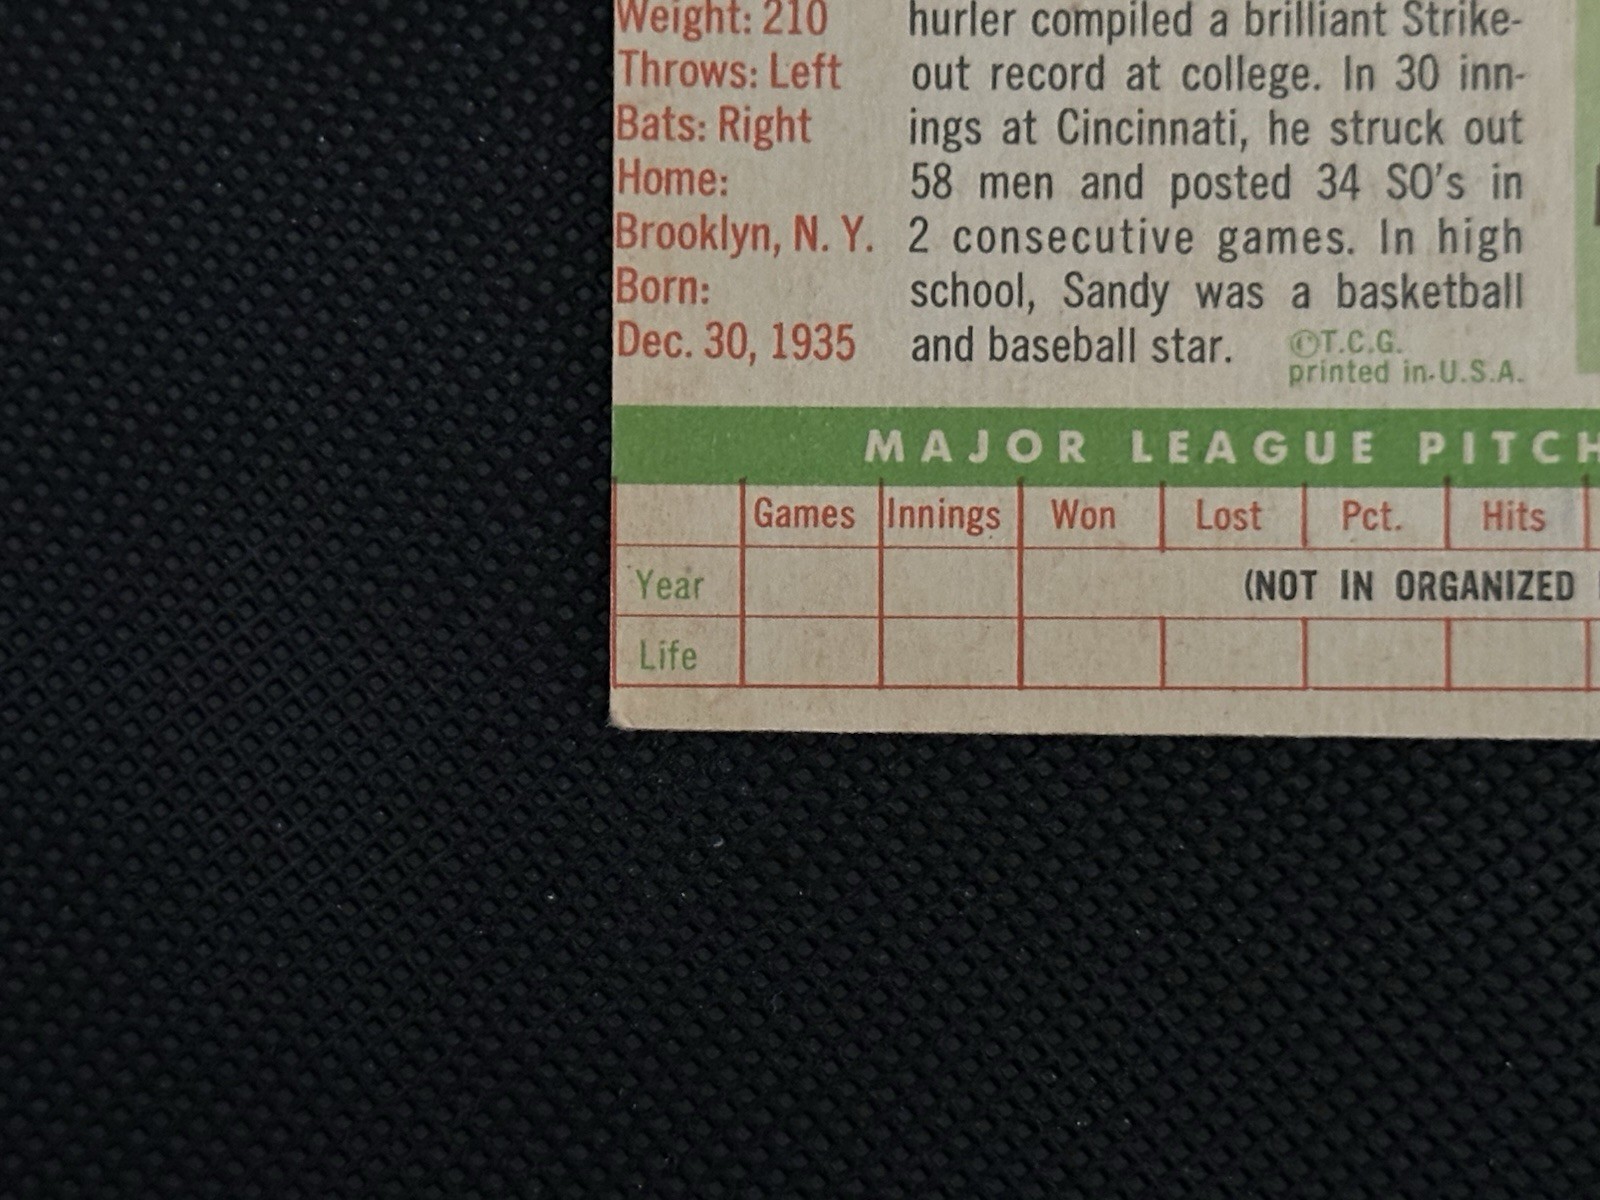 Weight: 210
Throws: Left
Bats: Right
Home:
Brooklyn, N. Y.
Born:
Dec. 30, 1935
hurler compiled a brilliant Strike-
out record at college. In 30 inn-
ings at Cincinnati, he struck out
58 men and posted 34 SO's in
2 consecutive games. In high
school, Sandy was a basketball
and baseball star.
©T.C.G.
printed in U.S.A.
MAJOR LEAGUE PITCH
Games Innings Won Lost Pct. Hits
Year (NOT IN ORGANIZED
Life